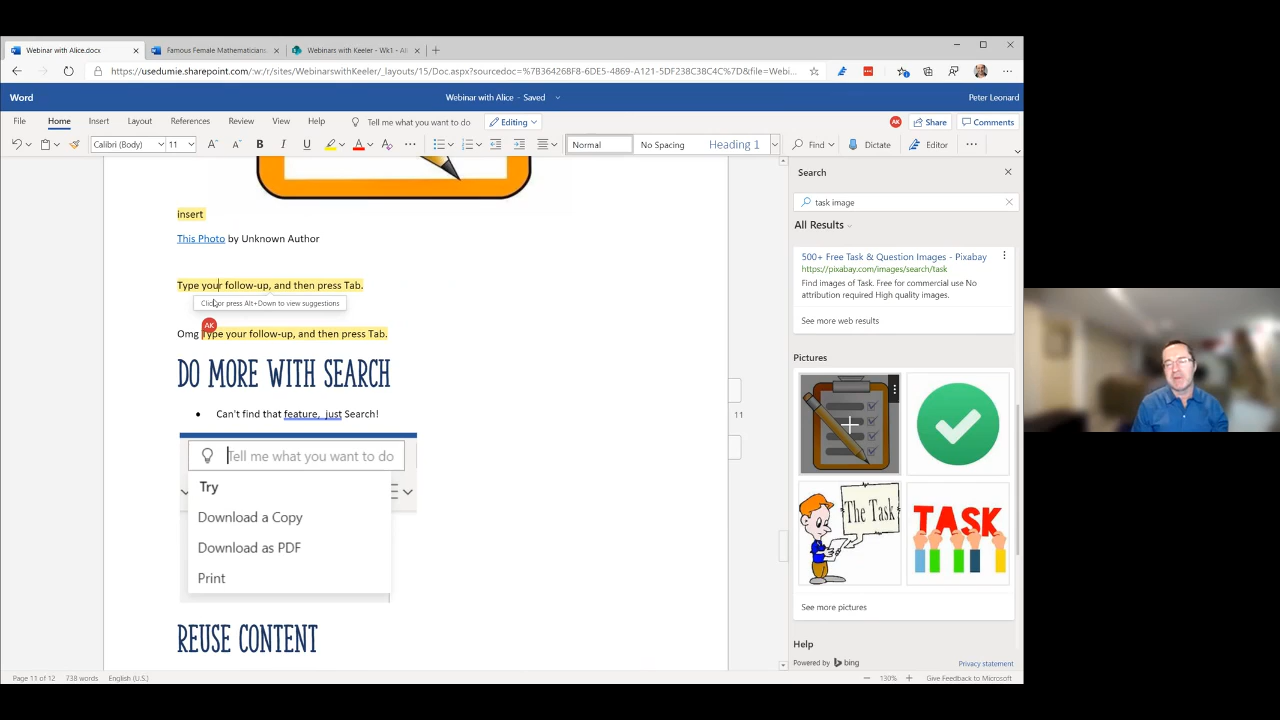 Webinar with Alice.docx
Famous Female Mathematicians.
Webinars with Keeler - Wk1 - Al
https://usedumie.sharepoint.com/:w:/r/sites/WebinarswithKeeler/_layouts/15/Doc.aspx?sourcedoc=%7B364268F8-6DE5-4869-A121-5DF238C38C4C%7D&file=Webi...
Word
Webinar with Alice - Saved
Peter Leonard
File Home Insert Layout References Review View Help Tell me what you want to do Editing
AK Share Comments
Calibri (Body) 11 B I U A Normal No Spacing Heading 1 Find Dictate Editor
Search
task image
All Results
500+ Free Task & Question Images - Pixabay
https://pixabay.com/images/search/task
Find images of Task. Free for commercial use No
attribution required High quality images.
See more web results
Pictures
The Task
TASK
See more pictures
Help
Powered by bing
Privacy statement
insert
This Photo by Unknown Author
Type your follow-up, and then press Tab.
Click or press Alt+Down to view suggestions
AK
Omg Type your follow-up, and then press Tab.
DO MORE WITH SEARCH
• Can't find that feature, just Search!
11
Tell me what you want to do
Try
Download a Copy
Download as PDF
Print
REUSE CONTENT
Page 11 of 12 738 words English (U.S.)
130% Give Feedback to Microsoft